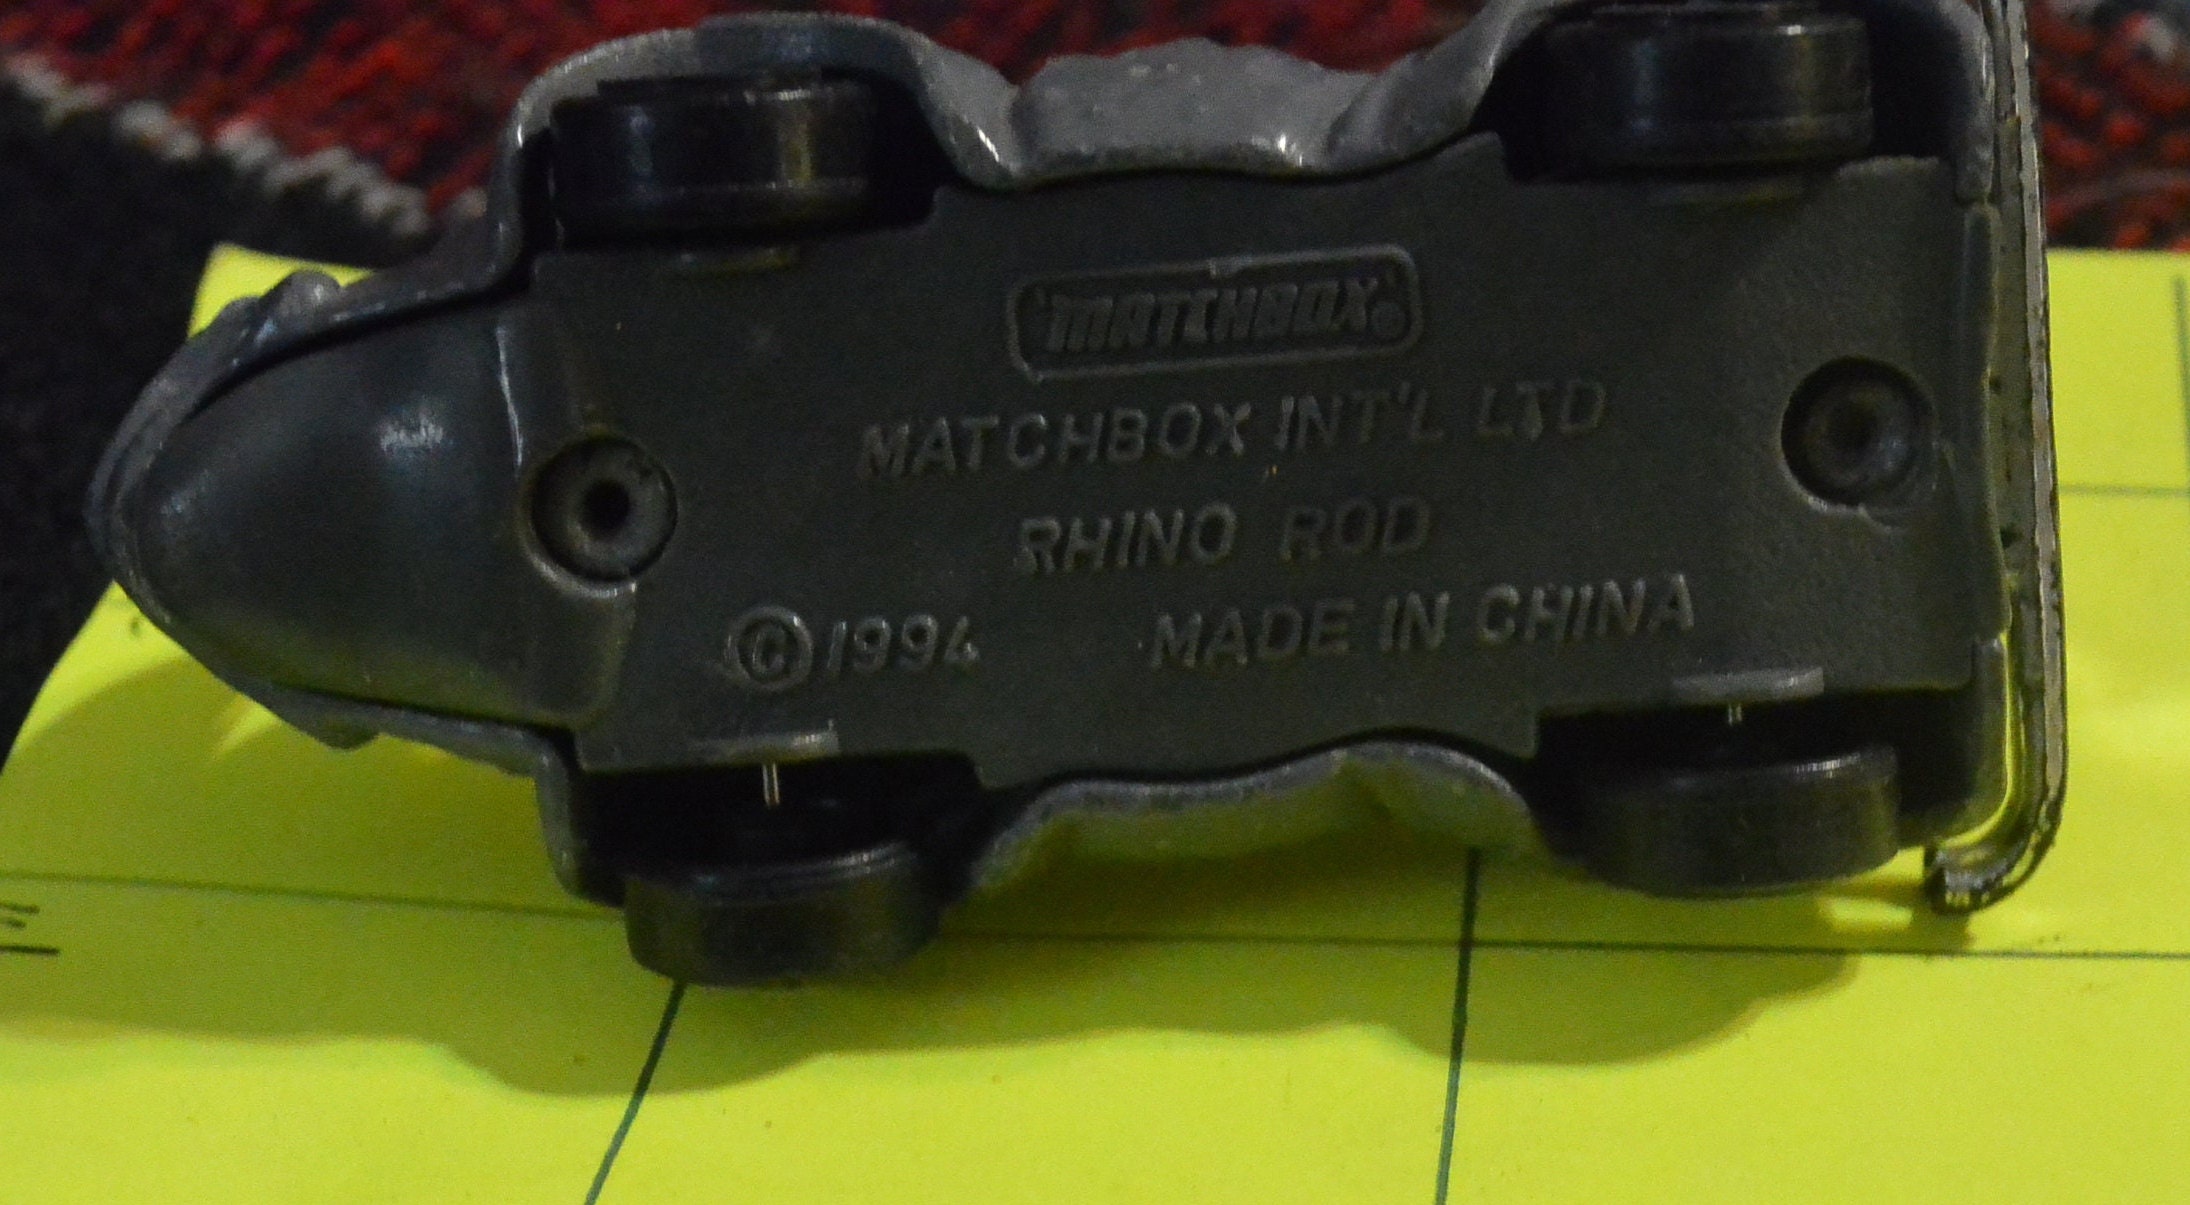 "MATCHBOX"®
MATCHBOX INT'L LTD
RHINO ROD
©1994 MADE IN CHINA